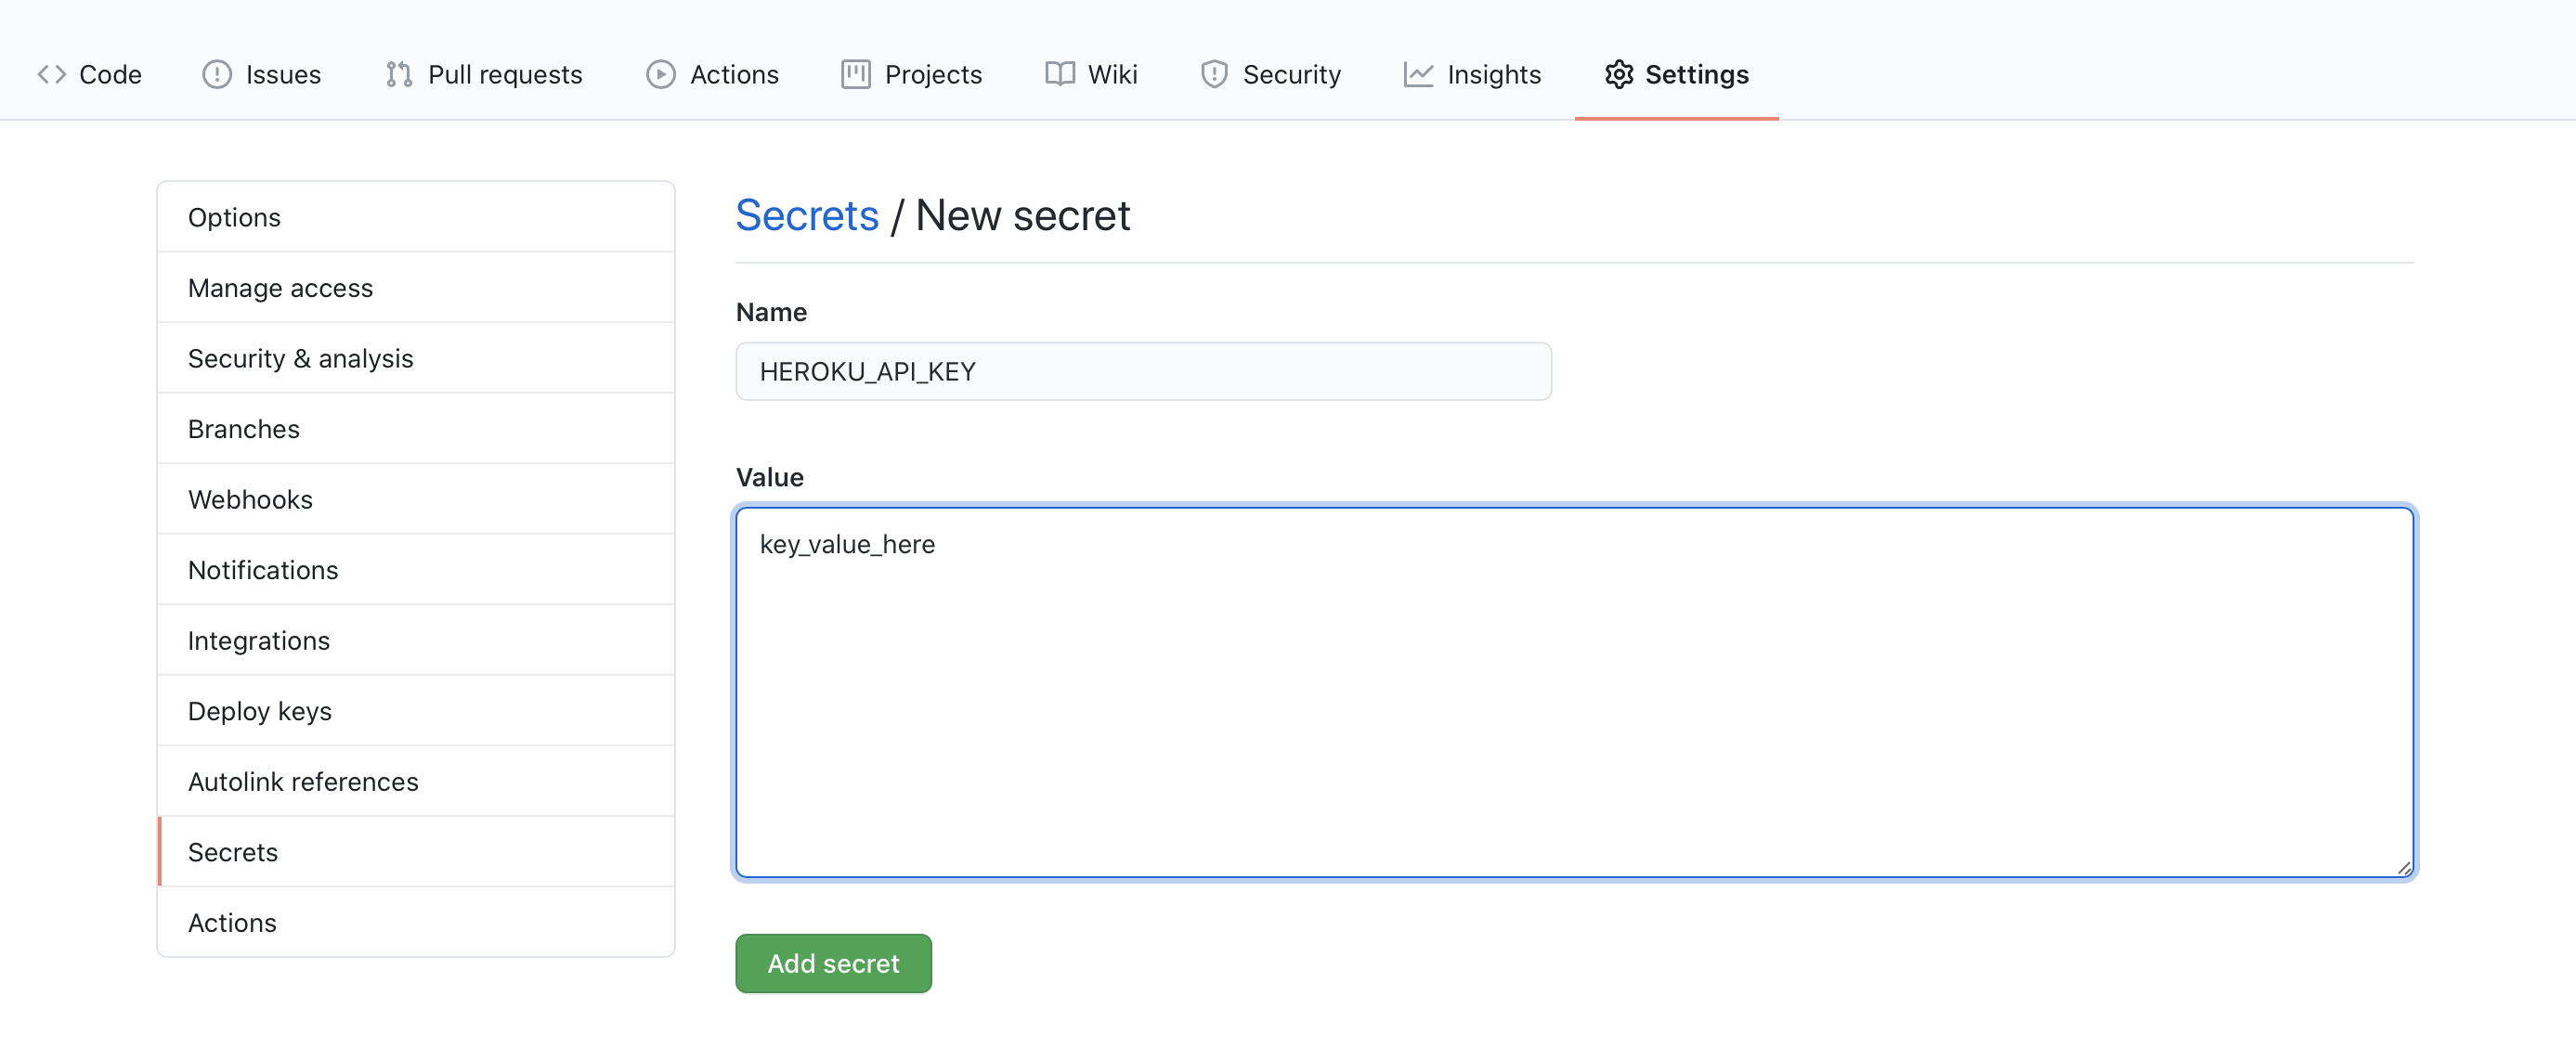 Code Issues Pull requests Actions Projects Wiki Security Insights Settings
Options
Manage access
Security & analysis
Branches
Webhooks
Notifications
Integrations
Deploy keys
Autolink references
Secrets
Actions
Secrets / New secret
Name
HEROKU_API_KEY
Value
key_value_here
Add secret